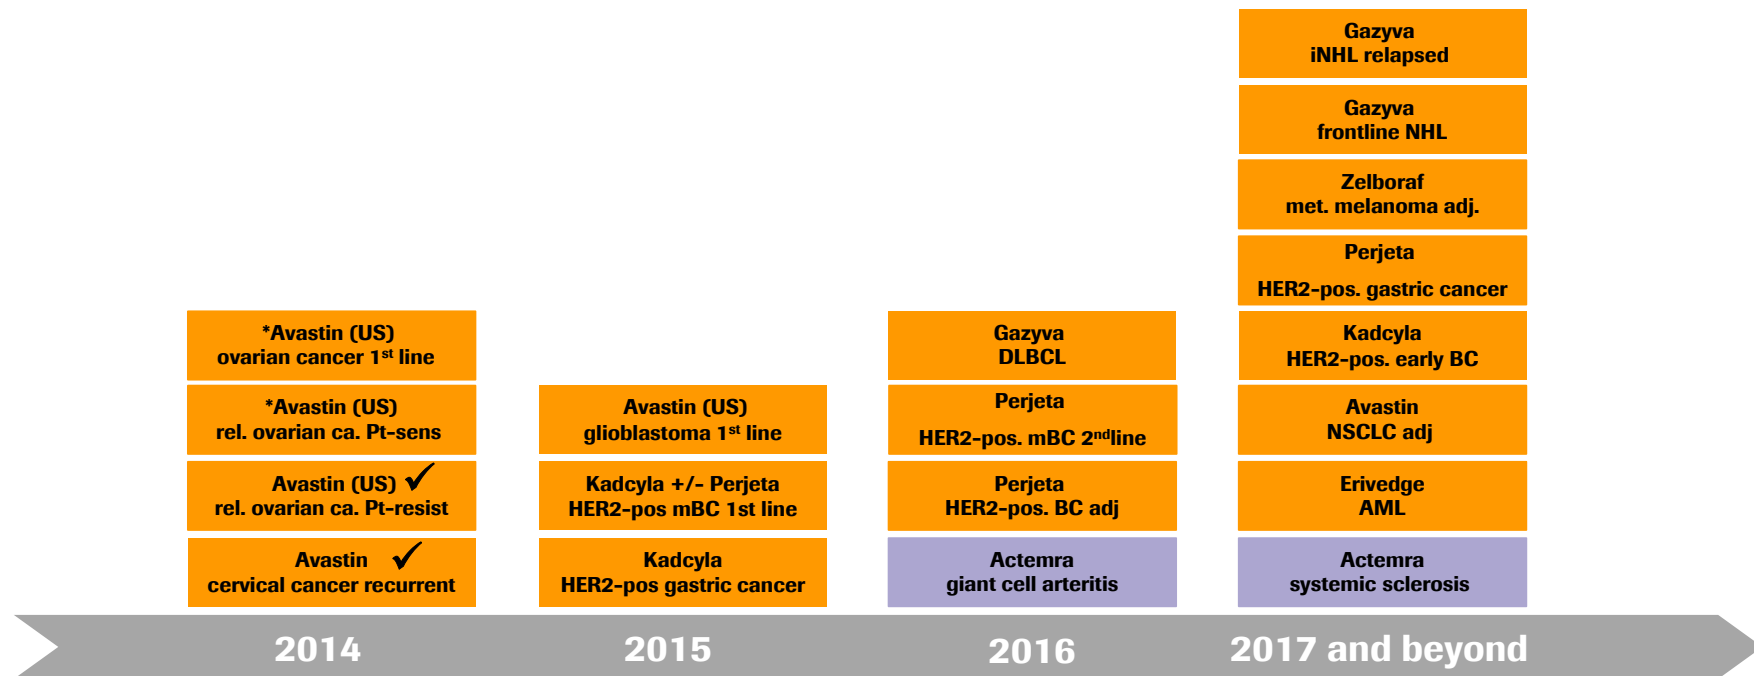 Gazyva
iNHL relapsed
Gazyva
frontline NHL
Zelboraf
met. melanoma adj.
Perjeta
HER2-pos. gastric cancer
*Avastin (US)
ovarian cancer 1st line
Gazyva
DLBCL
Kadcyla
HER2-pos. early BC
*Avastin (US)
rel. ovarian ca. Pt-sens
Avastin (US)
glioblastoma 1st line
Perjeta
HER2-pos. mBC 2ndline
Avastin
NSCLC adj
Avastin (US) ✓
rel. ovarian ca. Pt-resist
Kadcyla +/- Perjeta
HER2-pos mBC 1st line
Perjeta
HER2-pos. BC adj
Erivedge
AML
Avastin ✓
cervical cancer recurrent
Kadcyla
HER2-pos gastric cancer
Actemra
giant cell arteritis
Actemra
systemic sclerosis
2014
2015
2016
2017 and beyond